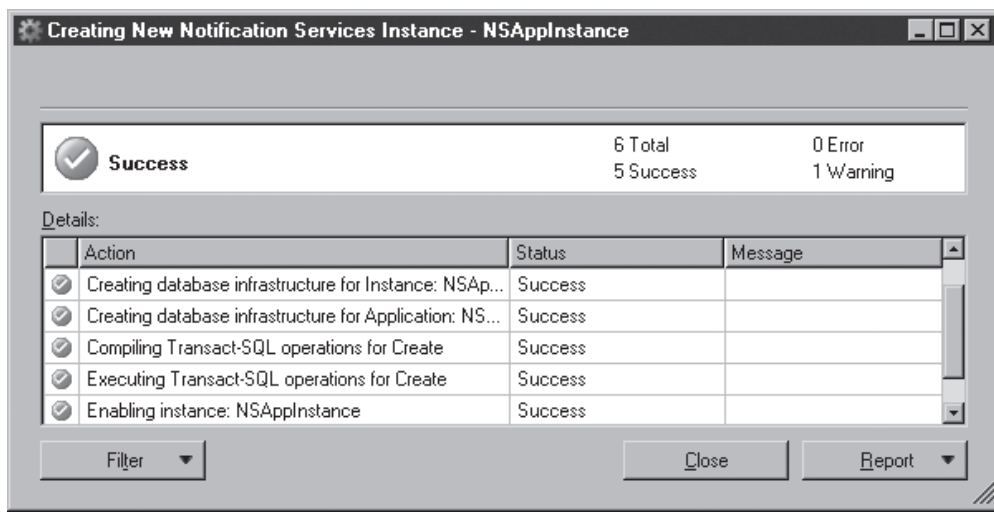 Creating New Notification Services Instance - NSAppInstance
Success
6 Total
0 Error
5 Success
1 Warning
Details:
Action Status Message
Creating database infrastructure for Instance: NSAp... Success
Creating database infrastructure for Application: NS... Success
Compiling Transact-SQL operations for Create Success
Executing Transact-SQL operations for Create Success
Enabling instance: NSAppInstance Success
Filter Close Report